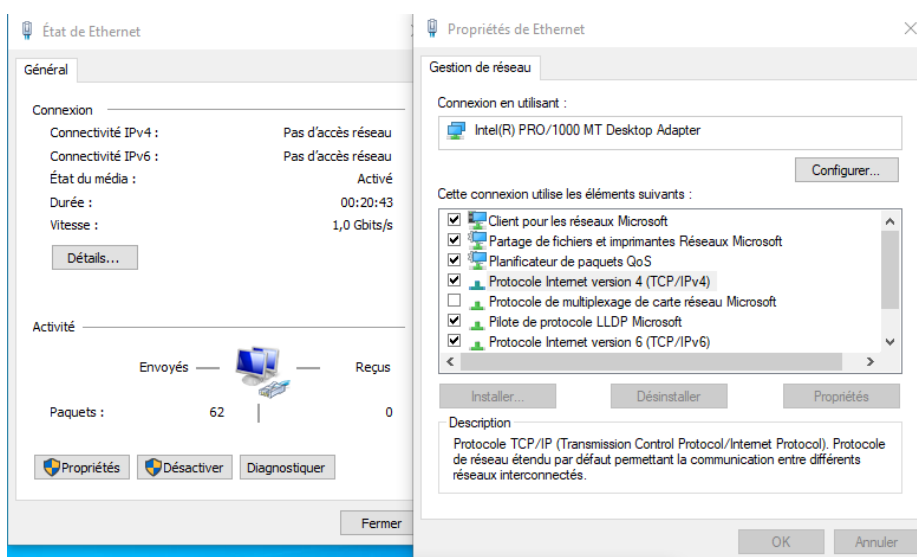 État de Ethernet
Général
Connexion
Connectivité IPv4 : Pas d'accès réseau
Connectivité IPv6 : Pas d'accès réseau
État du média : Activé
Durée : 00:20:43
Vitesse : 1,0 Gbits/s
Détails...
Activité
Envoyés Reçus
Paquets : 62 0
Propriétés Désactiver Diagnostiquer
Fermer
Propriétés de Ethernet
Gestion de réseau
Connexion en utilisant :
Intel(R) PRO/1000 MT Desktop Adapter
Configurer...
Cette connexion utilise les éléments suivants :
Client pour les réseaux Microsoft
Partage de fichiers et imprimantes Réseaux Microsoft
Planificateur de paquets QoS
Protocole Internet version 4 (TCP/IPv4)
Protocole de multiplexage de carte réseau Microsoft
Pilote de protocole LLDP Microsoft
Protocole Internet version 6 (TCP/IPv6)
Installer... Désinstaller Propriétés
Description
Protocole TCP/IP (Transmission Control Protocol/Internet Protocol). Protocole
de réseau étendu par défaut permettant la communication entre différents
réseaux interconnectés.
OK Annuler